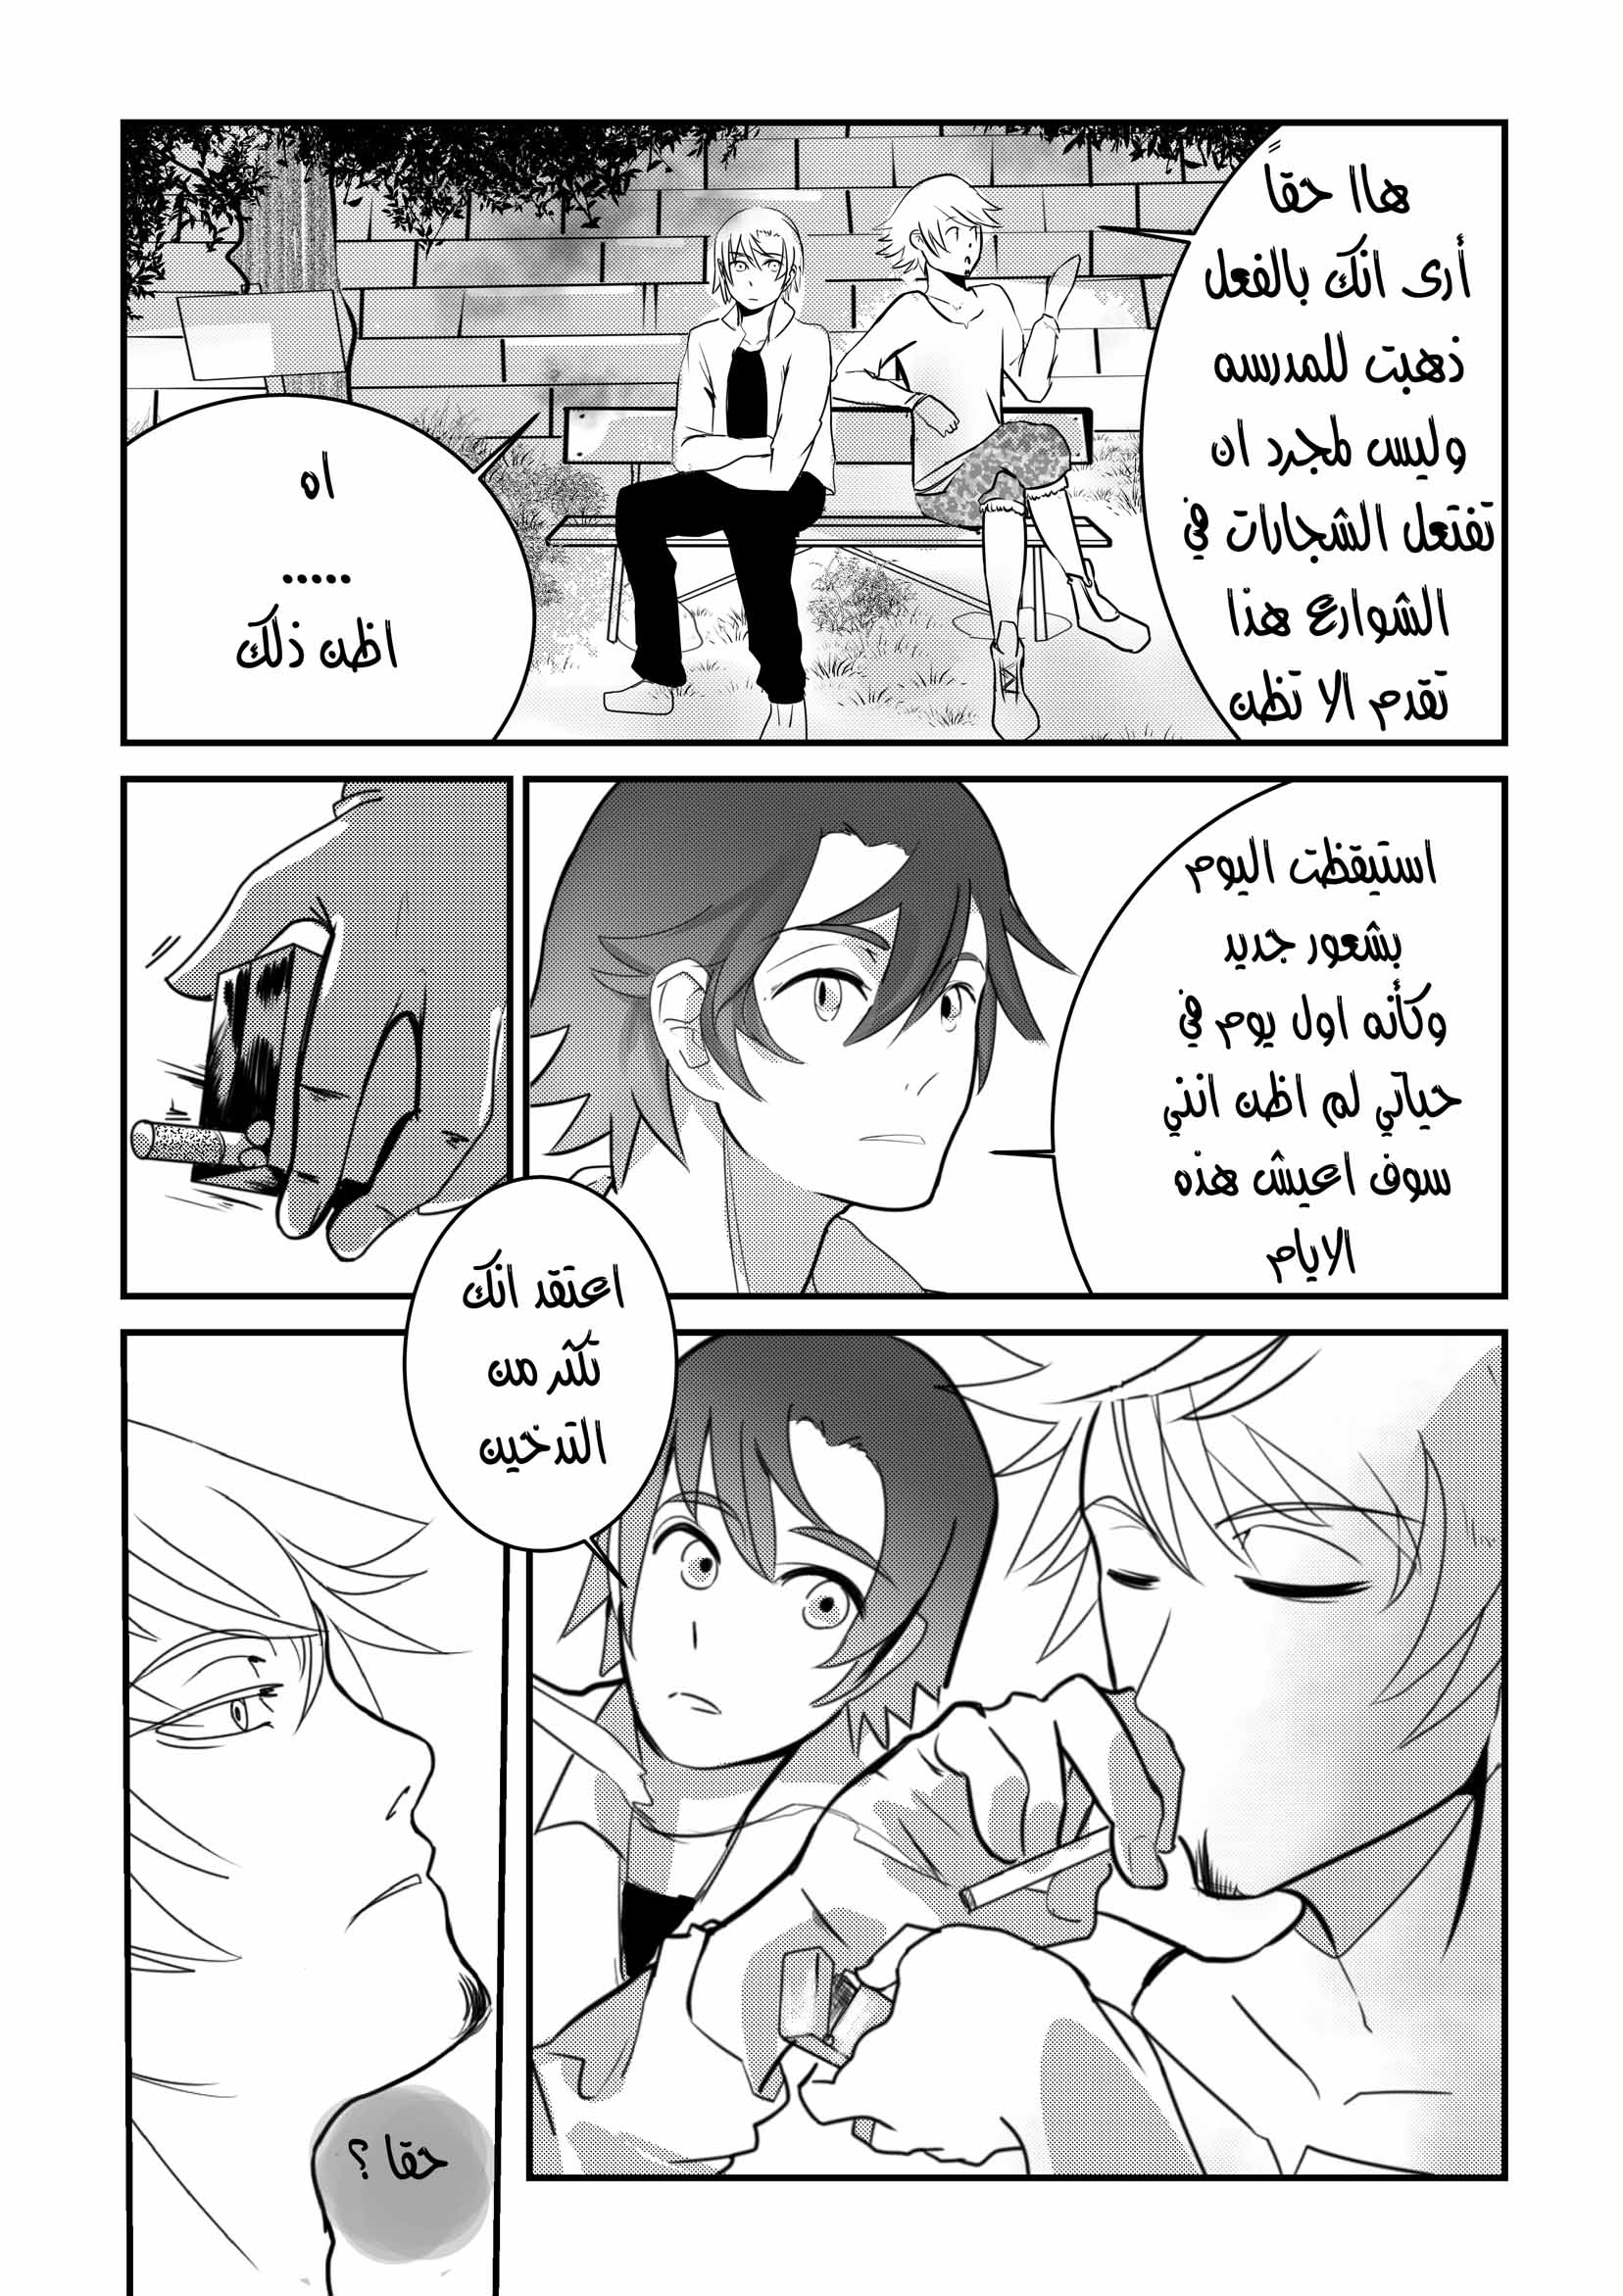 هاا حقا
أرى انك بالفعل
ذهبت للمدرسه
وليس لمجرد ان
تفتعل الشجارات في
الشوارع هذا
تقدم الا تظن
اه
.....
اظن ذلك
استيقظت اليوم
بشعور جديد
وكأنه اول يوم في
حياتي لم اظن انني
سوف اعيش هذه
الايام
اعتقد انك
تكثر من
التدخين
حقا ؟